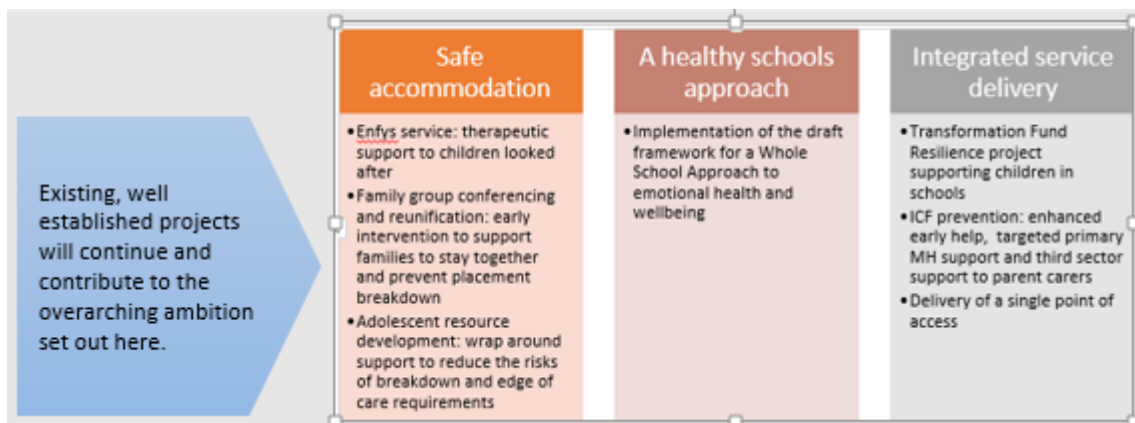 Existing, well
established projects
will continue and
contribute to the
overarching ambition
set out here.
Safe
accommodation
•Enfys service: therapeutic
support to children looked
after
•Family group conferencing
and reunification: early
intervention to support
families to stay together
and prevent placement
breakdown
•Adolescent resource
development: wrap around
support to reduce the risks
of breakdown and edge of
care requirements
A healthy schools
approach
•Implementation of the draft
framework for a Whole
School Approach to
emotional health and
wellbeing
Integrated service
delivery
•Transformation Fund
Resilience project
supporting children in
schools
•ICF prevention: enhanced
early help, targeted primary
MH support and third sector
support to parent carers
•Delivery of a single point of
access